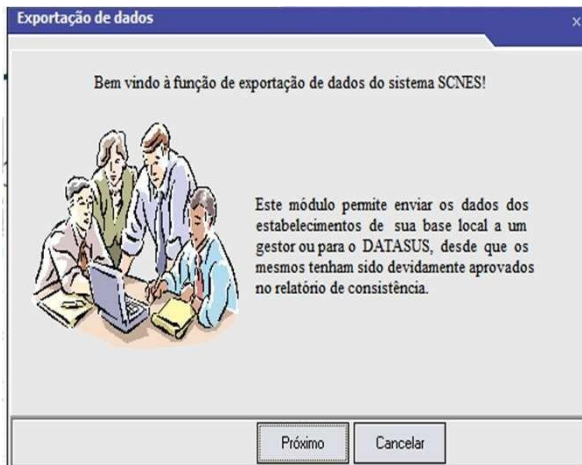 Exportação de dados
x
Bem vindo à função de exportação de dados do sistema SCNES!
Este módulo permite enviar os dados dos
estabelecimentos de sua base local a um
gestor ou para o DATASUS, desde que os
mesmos tenham sido devidamente aprovados
no relatório de consistência.
Próximo
Cancelar